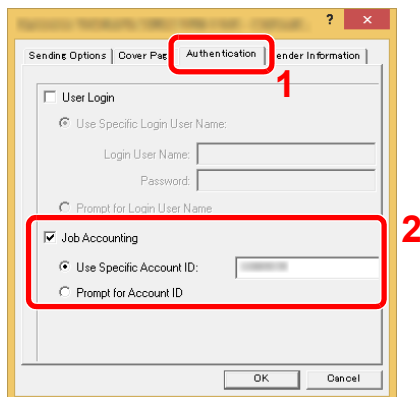 ? ×
Sending Options Cover Pag Authentication ender Information
1
User Login
Use Specific Login User Name:
Login User Name:
Password:
Prompt for Login User Name
2
Job Accounting
Use Specific Account ID:
Prompt for Account ID
OK Cancel